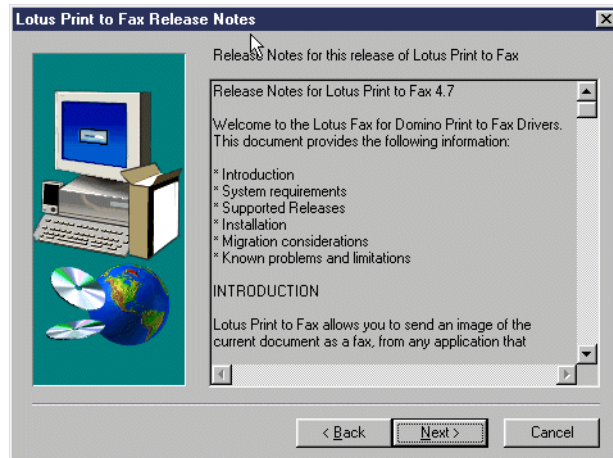 Lotus Print to Fax Release Notes
Release Notes for this release of Lotus Print to Fax
Release Notes for Lotus Print to Fax 4.7
Welcome to the Lotus Fax for Domino Print to Fax Drivers.
This document provides the following information:
* Introduction
* System requirements
* Supported Releases
* Installation
* Migration considerations
* Known problems and limitations
INTRODUCTION
Lotus Print to Fax allows you to send an image of the
current document as a fax, from any application that
< Back
Next >
Cancel